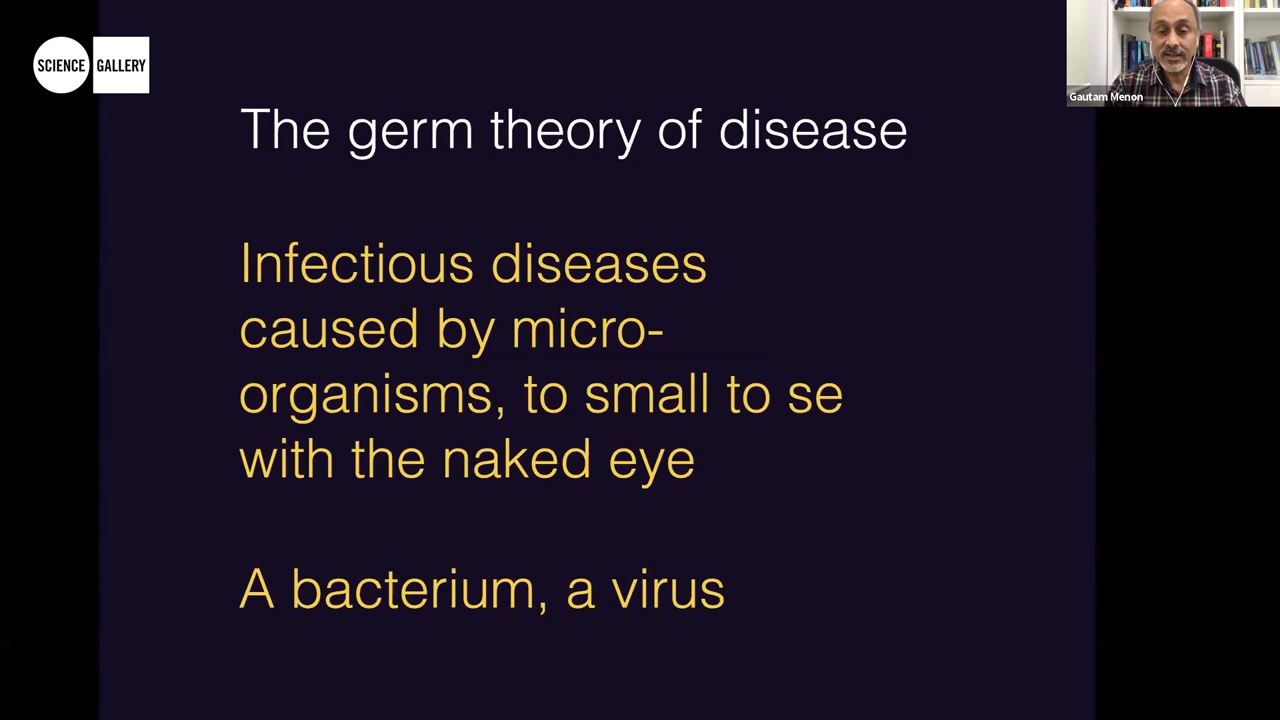 SCIENCE GALLERY
Gautam Menon
The germ theory of disease
Infectious diseases
caused by micro-
organisms, to small to se
with the naked eye
A bacterium, a virus